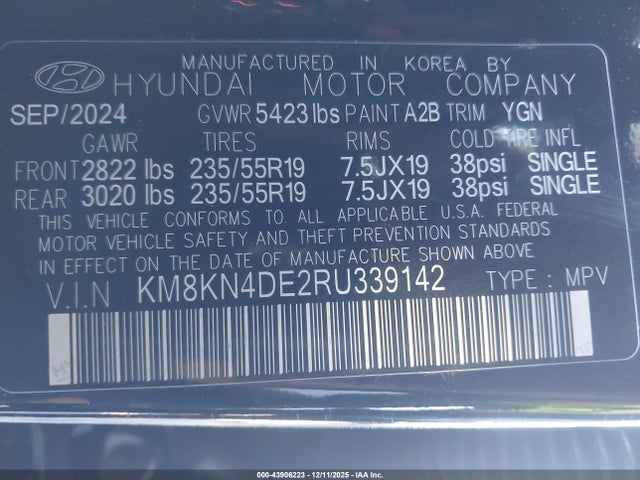 MANUFACTURED IN KOREA BY
HYUNDAI MOTOR COMPANY
SEP/2024 GVWR 5423 lbs PAINT A2B TRIM YGN
GAWR TIRES RIMS COLD TIRE INFL
FRONT 2822 lbs 235/55R19 7.5JX19 38psi SINGLE
REAR 3020 lbs 235/55R19 7.5JX19 38psi SINGLE
THIS VEHICLE CONFORMS TO ALL APPLICABLE U.S.A. FEDERAL
MOTOR VEHICLE SAFETY AND THEFT PREVENTION STANDARDS
IN EFFECT ON THE DATE OF MANUFACTURE SHOWN ABOVE
V.I.N KM8KN4DE2RU339142 TYPE : MPV
000-43906223 - 12/11/2025 - IAA Corp.